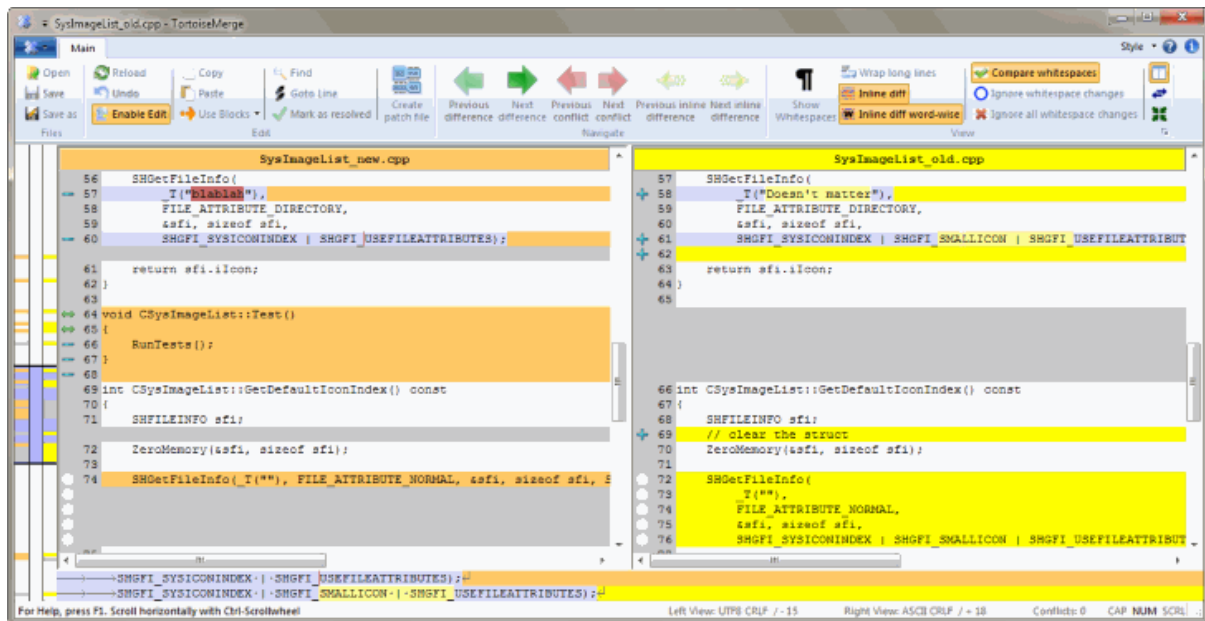 SysImageList_old.cpp - TortoiseMerge
Main
Style
Open
Reload
Copy
Find
Wrap long lines
Compare whitespaces
Save
Undo
Paste
Goto Line
Inline diff
Ignore whitespace changes
Save as
Enable Edit
Use Blocks
Mark as resolved
Create patch file
Previous difference
Next difference
Previous conflict
Next conflict
Previous inline difference
Next inline difference
Show Whitespaces
Inline diff word-wise
Ignore all whitespace changes
Files
Edit
Navigate
View
SysImageList_new.cpp
56 SHGetFileInfo(
57 _T("blablah"),
58 FILE_ATTRIBUTE_DIRECTORY,
59 &sfi, sizeof sfi,
60 SHGFI_SYSICONINDEX | SHGFI_USEFILEATTRIBUTES);
61 return sfi.iIcon;
62 }
63
64 void CSysImageList::Test()
65 {
66 RunTests();
67 }
68
69 int CSysImageList::GetDefaultIconIndex() const
70 {
71 SHFILEINFO sfi;
72 ZeroMemory(&sfi, sizeof sfi);
73
74 SHGetFileInfo(_T(""), FILE_ATTRIBUTE_NORMAL, &sfi, sizeof sfi, S
SysImageList_old.cpp
57 SHGetFileInfo(
58 _T("Doesn't matter"),
59 FILE_ATTRIBUTE_DIRECTORY,
60 &sfi, sizeof sfi,
61 SHGFI_SYSICONINDEX | SHGFI_SMALLICON | SHGFI_USEFILEATTRIBUT
62
63 return sfi.iIcon;
64 }
65
66 int CSysImageList::GetDefaultIconIndex() const
67 {
68 SHFILEINFO sfi;
69 // clear the struct
70 ZeroMemory(&sfi, sizeof sfi);
71
72 SHGetFileInfo(
73 _T(""),
74 FILE_ATTRIBUTE_NORMAL,
75 &sfi, sizeof sfi,
76 SHGFI_SYSICONINDEX | SHGFI_SMALLICON | SHGFI_USEFILEATTRIBUT
SHGFI_SYSICONINDEX·|·SHGFI_USEFILEATTRIBUTES);
SHGFI_SYSICONINDEX·|·SHGFI_SMALLICON·|·SHGFI_USEFILEATTRIBUTES);
For Help, press F1. Scroll horizontally with Ctrl-Scrollwheel
Left View: UTF8 CRLF / - 15
Right View: ASCII CRLF / + 18
Conflicts: 0
CAP NUM SCRL